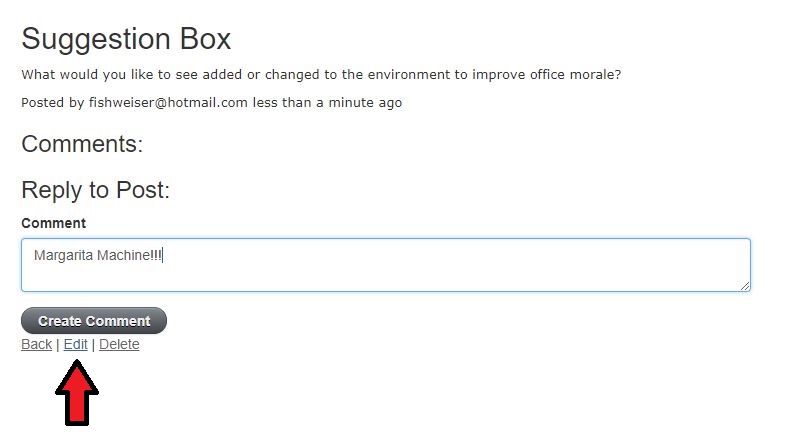 Suggestion Box
What would you like to see added or changed to the environment to improve office morale?
Posted by fishweiser@hotmail.com less than a minute ago
Comments:
Reply to Post:
Comment
Margarita Machine!!!
Create Comment
Back | Edit | Delete